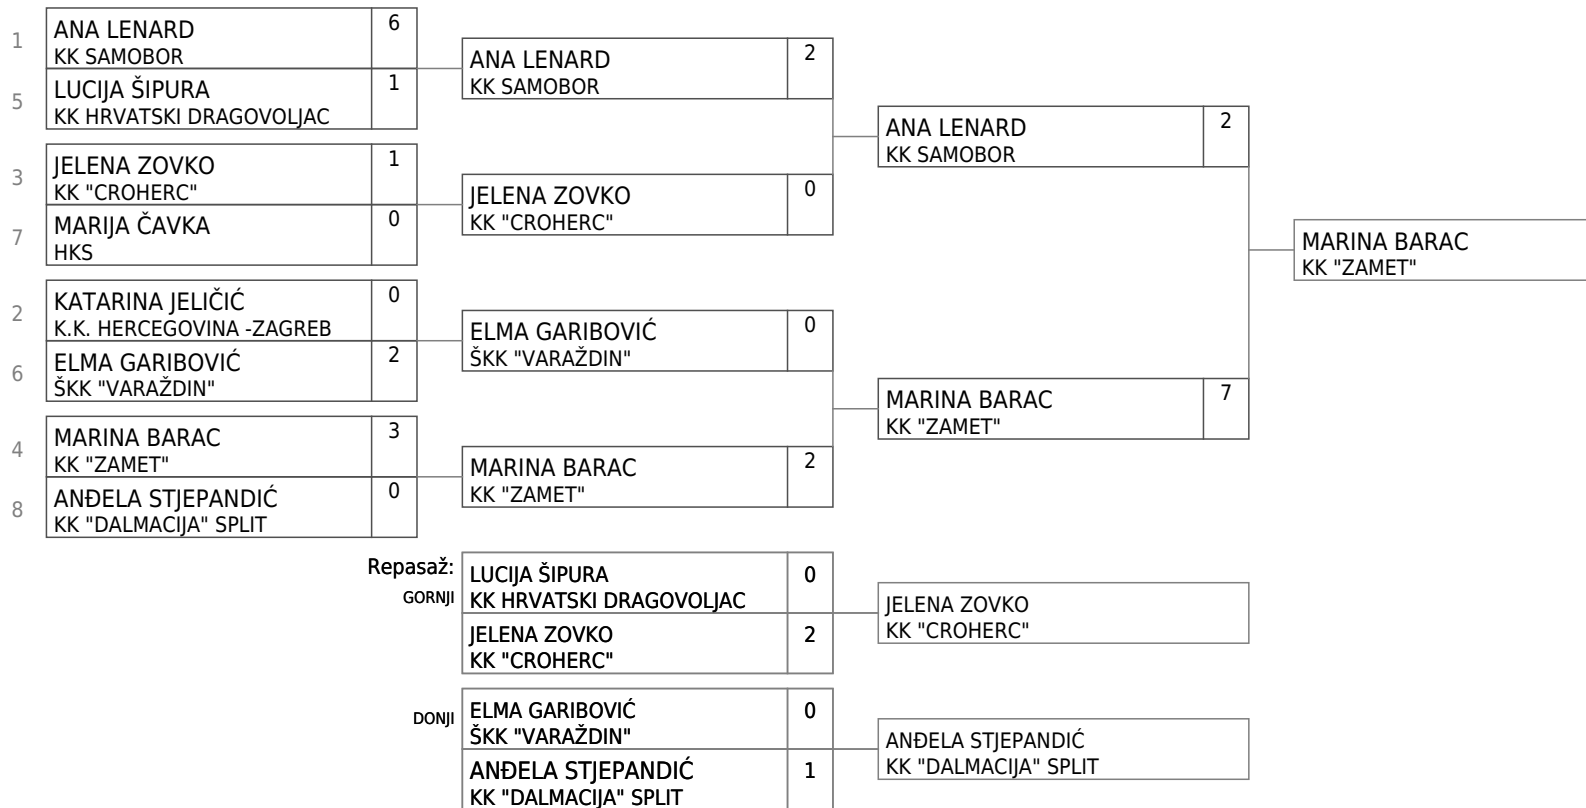 1
ANA LENARD
KK SAMOBOR
6
5
LUCIJA ŠIPURA
KK HRVATSKI DRAGOVOLJAC
1
3
JELENA ZOVKO
KK "CROHERC"
1
7
MARIJA ČAVKA
HKS
0
2
KATARINA JELIČIĆ
K.K. HERCEGOVINA -ZAGREB
0
6
ELMA GARIBOVIĆ
ŠKK "VARAŽDIN"
2
4
MARINA BARAC
KK "ZAMET"
3
8
ANĐELA STJEPANDIĆ
KK "DALMACIJA" SPLIT
0
ANA LENARD
KK SAMOBOR
2
JELENA ZOVKO
KK "CROHERC"
0
ELMA GARIBOVIĆ
ŠKK "VARAŽDIN"
0
MARINA BARAC
KK "ZAMET"
2
ANA LENARD
KK SAMOBOR
2
MARINA BARAC
KK "ZAMET"
7
MARINA BARAC
KK "ZAMET"
Repasaž:
GORNJI
LUCIJA ŠIPURA
KK HRVATSKI DRAGOVOLJAC
0
JELENA ZOVKO
KK "CROHERC"
2
JELENA ZOVKO
KK "CROHERC"
DONJI
ELMA GARIBOVIĆ
ŠKK "VARAŽDIN"
0
ANĐELA STJEPANDIĆ
KK "DALMACIJA" SPLIT
1
ANĐELA STJEPANDIĆ
KK "DALMACIJA" SPLIT